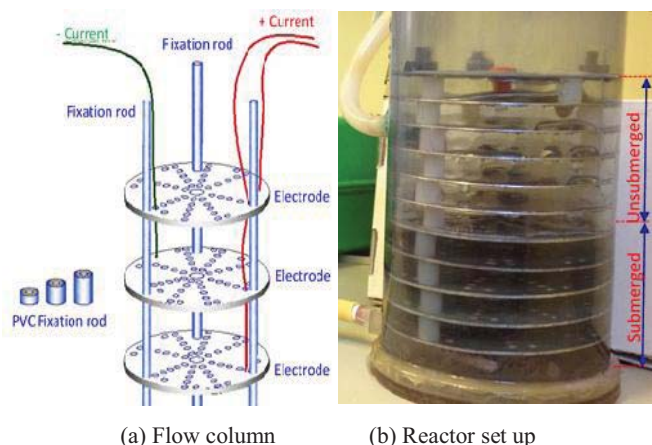 - Current
+ Current
Fixation rod
Fixation rod
Electrode
Electrode
PVC Fixation rod
Electrode
Unsubmerged
Submerged
(a) Flow column
(b) Reactor set up